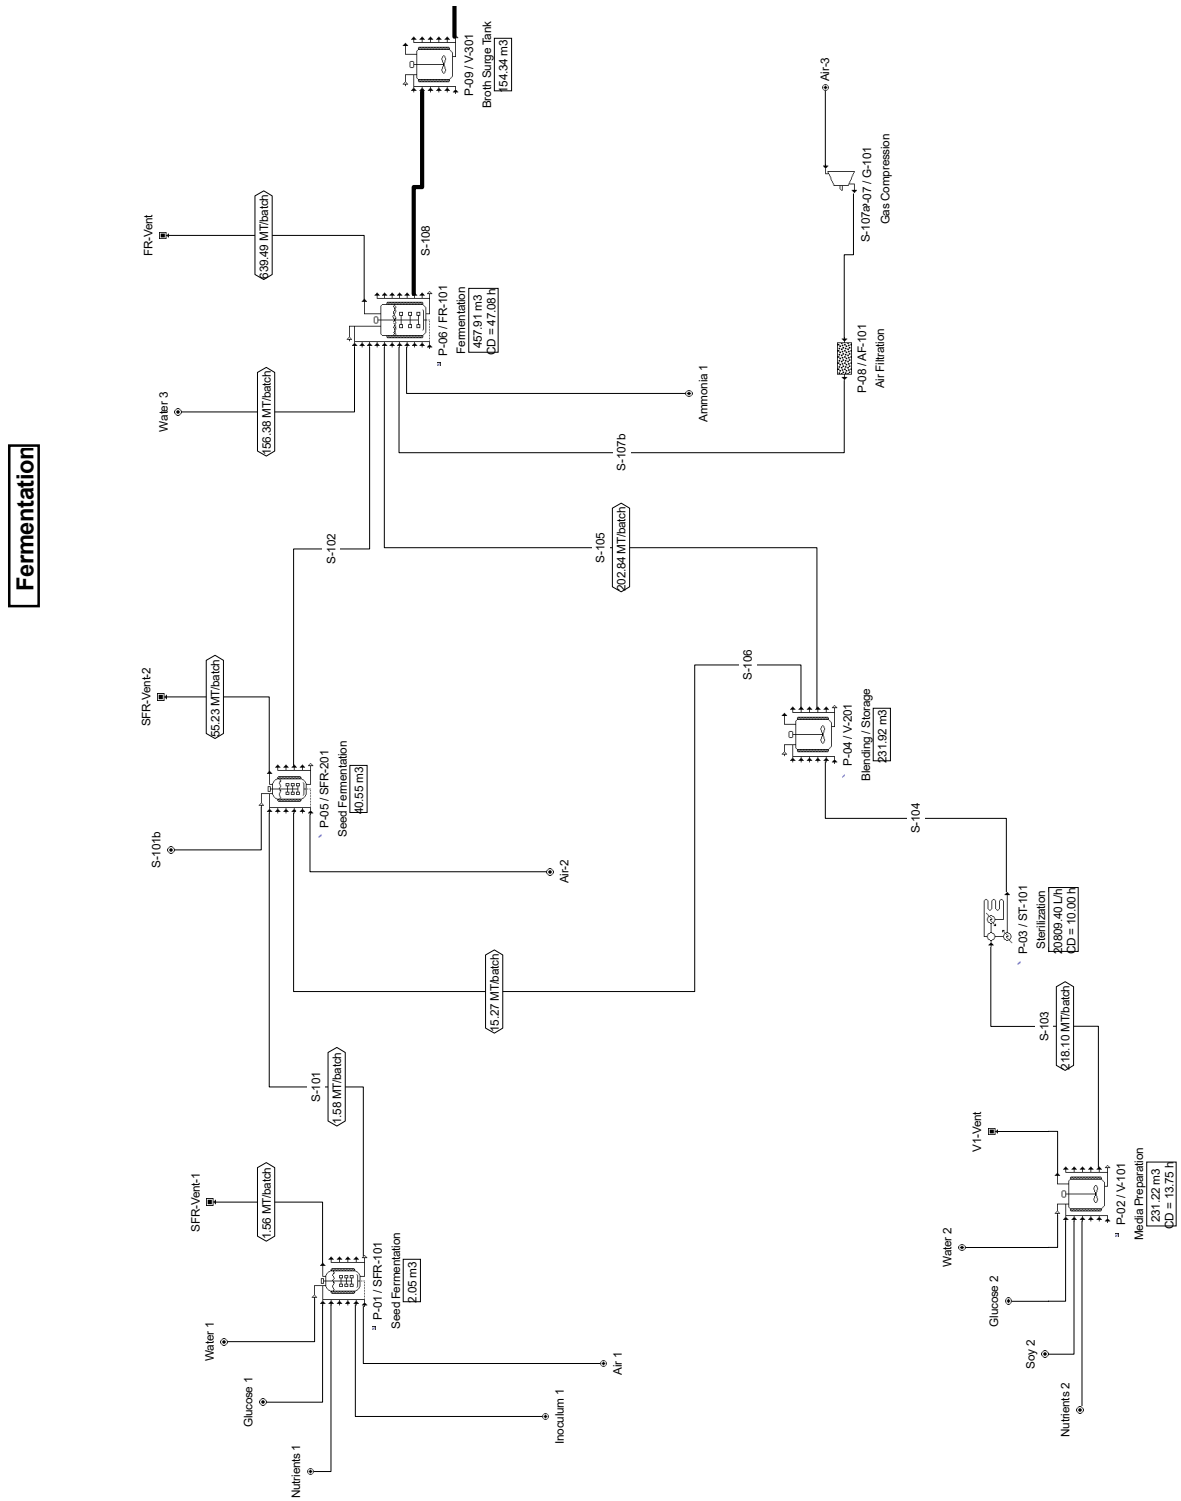 Fermentation
P-09 / V-301
Broth Surge Tank
154.34 m3
Air-3
S-107a
P-07 / G-101
Gas Compression
FR-Vent
639.49 MT/batch
S-108
P-06 / FR-101
Fermentation
457.91 m3
CD = 47.08 h
P-08 / AF-101
Air Filtration
Water 3
156.38 MT/batch
Ammonia 1
S-107b
S-102
S-105
202.84 MT/batch
SFR-Vent-2
55.23 MT/batch
S-106
P-05 / SFR-201
Seed Fermentation
40.55 m3
P-04 / V-201
Blending / Storage
231.92 m3
S-101b
Air-2
S-104
P-03 / ST-101
Sterilization
20809.40 L/h
CD = 10.00 h
15.27 MT/batch
S-103
218.10 MT/batch
S-101
1.58 MT/batch
V1-Vent
SFR-Vent-1
1.56 MT/batch
P-02 / V-101
Media Preparation
231.22 m3
CD = 13.75 h
P-01 / SFR-101
Seed Fermentation
2.05 m3
Water 2
Glucose 2
Soy 2
Nutrients 2
Water 1
Glucose 1
Nutrients 1
Air 1
Inoculum 1